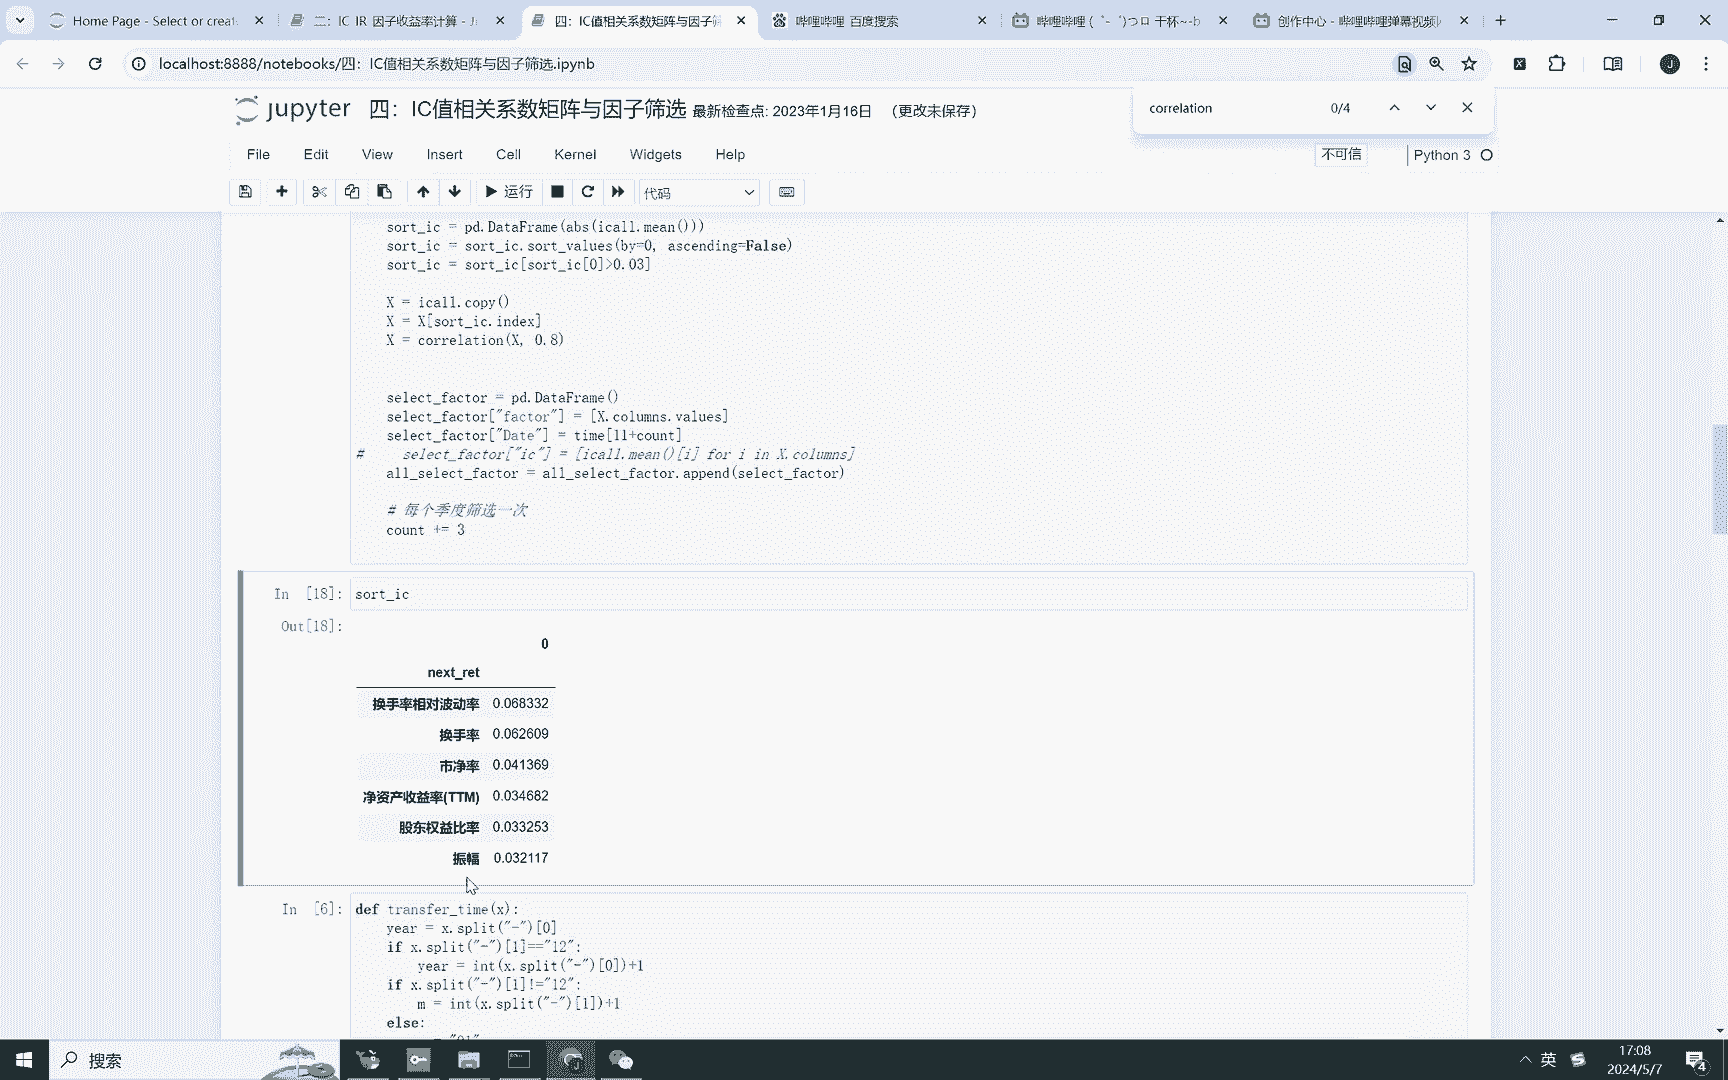 Home Page - Select or creat
二：IC_IR_因子收益率计算 - J
四：IC值相关系数矩阵与因子筛
哔哩哔哩_百度搜索
哔哩哔哩 (゜-゜)つロ 干杯~-b
创作中心 - 哔哩哔哩弹幕视频
localhost:8888/notebooks/四：IC值相关系数矩阵与因子筛选.ipynb
correlation 0/4
jupyter 四：IC值相关系数矩阵与因子筛选 最新检查点: 2023年1月16日 （更改未保存）
File Edit View Insert Cell Kernel Widgets Help 不可信 Python 3
运行 代码
sort_ic = pd.DataFrame(abs(icall.mean()))
sort_ic = sort_ic.sort_values(by=0, ascending=False)
sort_ic = sort_ic[sort_ic[0]>0.03]
X = icall.copy()
X = X[sort_ic.index]
X = correlation(X, 0.8)
select_factor = pd.DataFrame()
select_factor["factor"] = [X.columns.values]
select_factor["Date"] = time[11+count]
# select_factor["ic"] = [icall.mean()[i] for i in X.columns]
all_select_factor = all_select_factor.append(select_factor)
# 每个季度筛选一次
count += 3
In [18]: sort_ic
Out[18]:
0
next_ret
换手率相对波动率 0.068332
换手率 0.062609
市净率 0.041369
净资产收益率(TTM) 0.034682
股东权益比率 0.033253
振幅 0.032117
In [6]: def transfer_time(x):
year = x.split("-")[0]
if x.split("-")[1]=="12":
year = int(x.split("-")[0])+1
if x.split("-")[1]!="12":
m = int(x.split("-")[1])+1
else:
搜索
英
17:08
2024/5/7
4